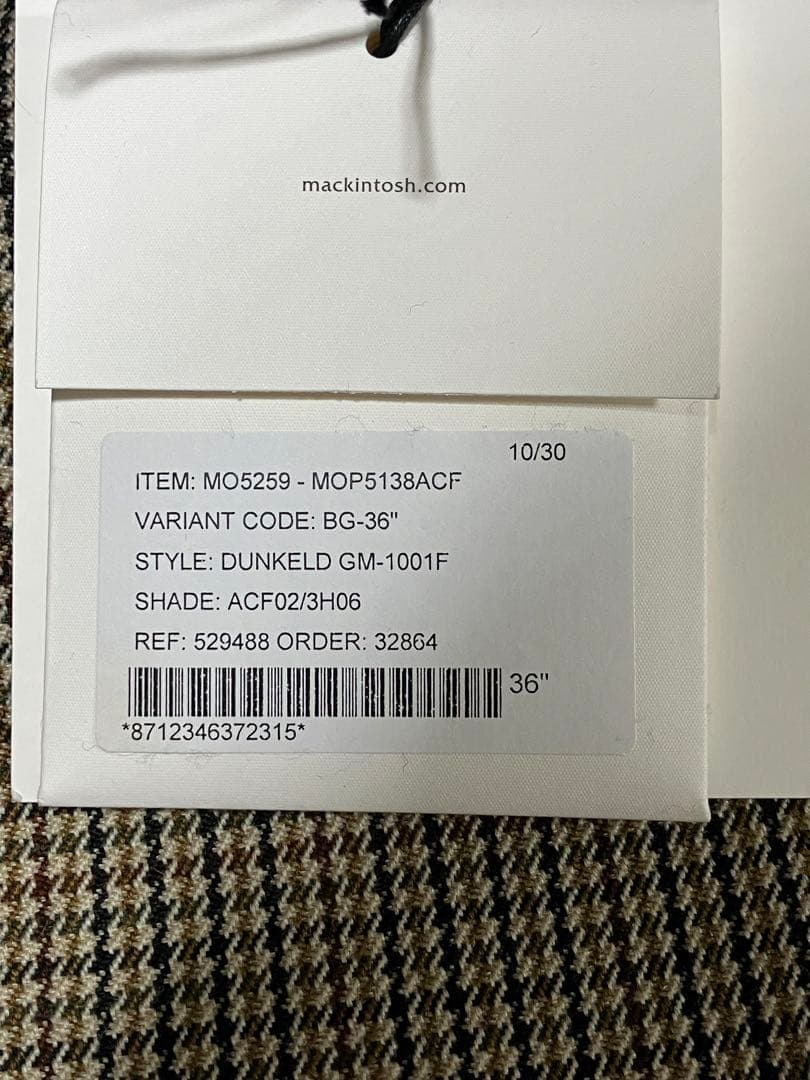 mackintosh.com
10/30
ITEM: MO5259 - MOP5138ACF
VARIANT CODE: BG-36"
STYLE: DUNKELD GM-1001F
SHADE: ACF02/3H06
REF: 529488 ORDER: 32864
36"
*8712346372315*